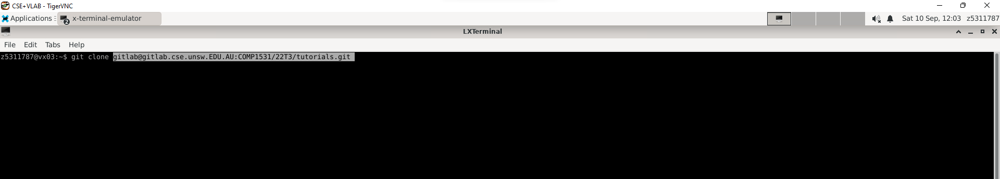 CSE+VLAB - TigerVNC
Applications x-terminal-emulator Sat 10 Sep, 12:03 z5311787
2
LXTerminal
File Edit Tabs Help
z5311787@vx03:~$ git clone gitlab@gitlab.cse.unsw.EDU.AU:COMP1531/22T3/tutorials.git